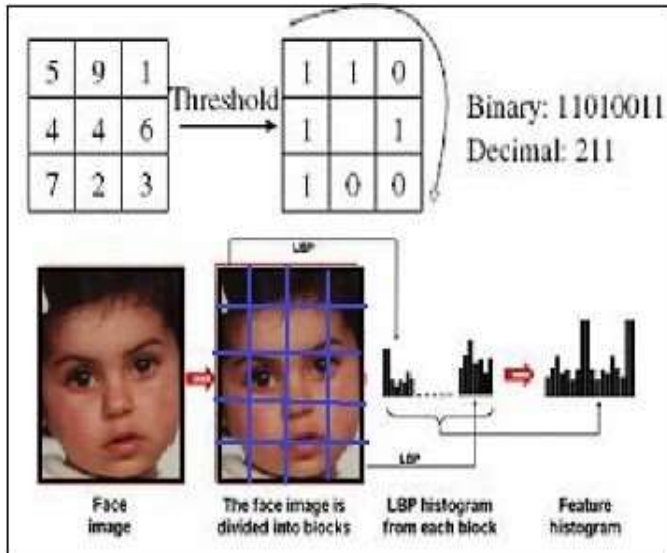 5 9 1
4 4 6
7 2 3
Threshold
1 1 0
1 1
1 0 0
Binary: 11010011
Decimal: 211
LBP
LBP
Face
image
The face image is
divided into blocks
LBP histogram
from each block
Feature
histogram